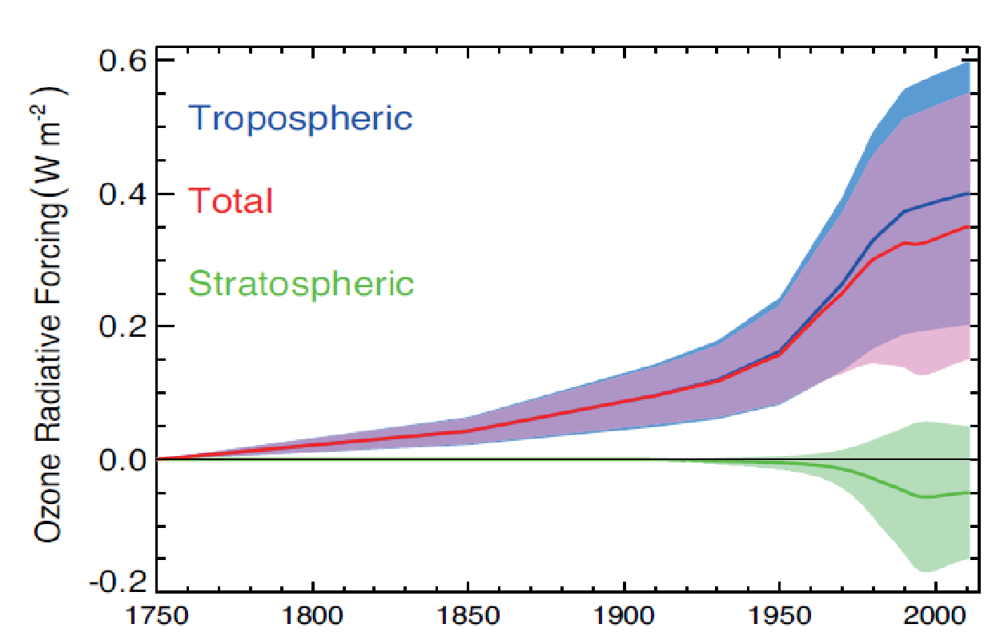 0.6
Tropospheric
0.4
Total
Stratospheric
0.2
0.0
-0.2
Ozone Radiative Forcing(W m-2 )
1750 1800 1850 1900 1950 2000